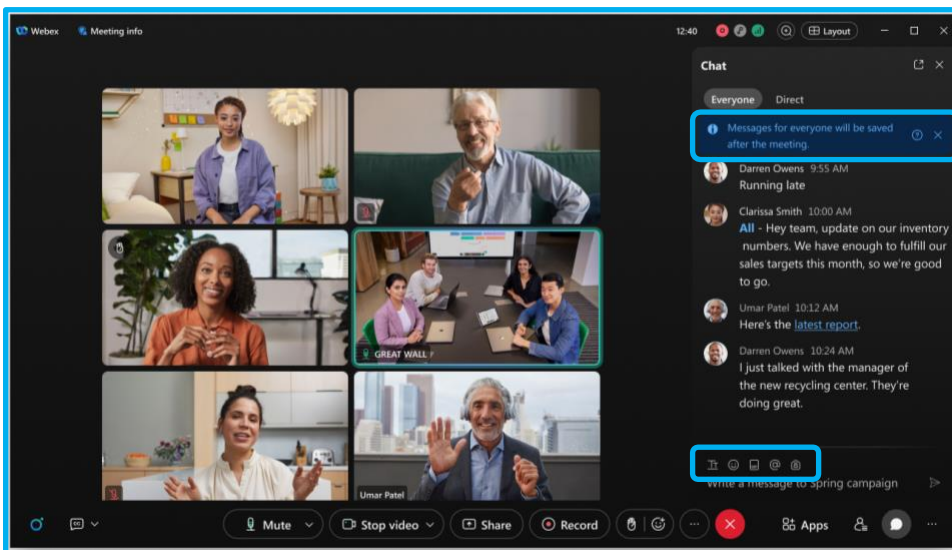 Webex Meeting info 12:40 Layout
Chat
Everyone Direct
Messages for everyone will be saved
after the meeting.
Darren Owens 9:55 AM
Running late
Clarissa Smith 10:00 AM
All - Hey team, update on our inventory
numbers. We have enough to fulfill our
sales targets this month, so we're good
to go.
Umar Patel 10:12 AM
Here's the latest report.
Darren Owens 10:24 AM
I just talked with the manager of
the new recycling center. They're
doing great.
GREAT WALL
Umar Patel
Write a message to Spring campaign
CC Mute Stop video Share Record Apps